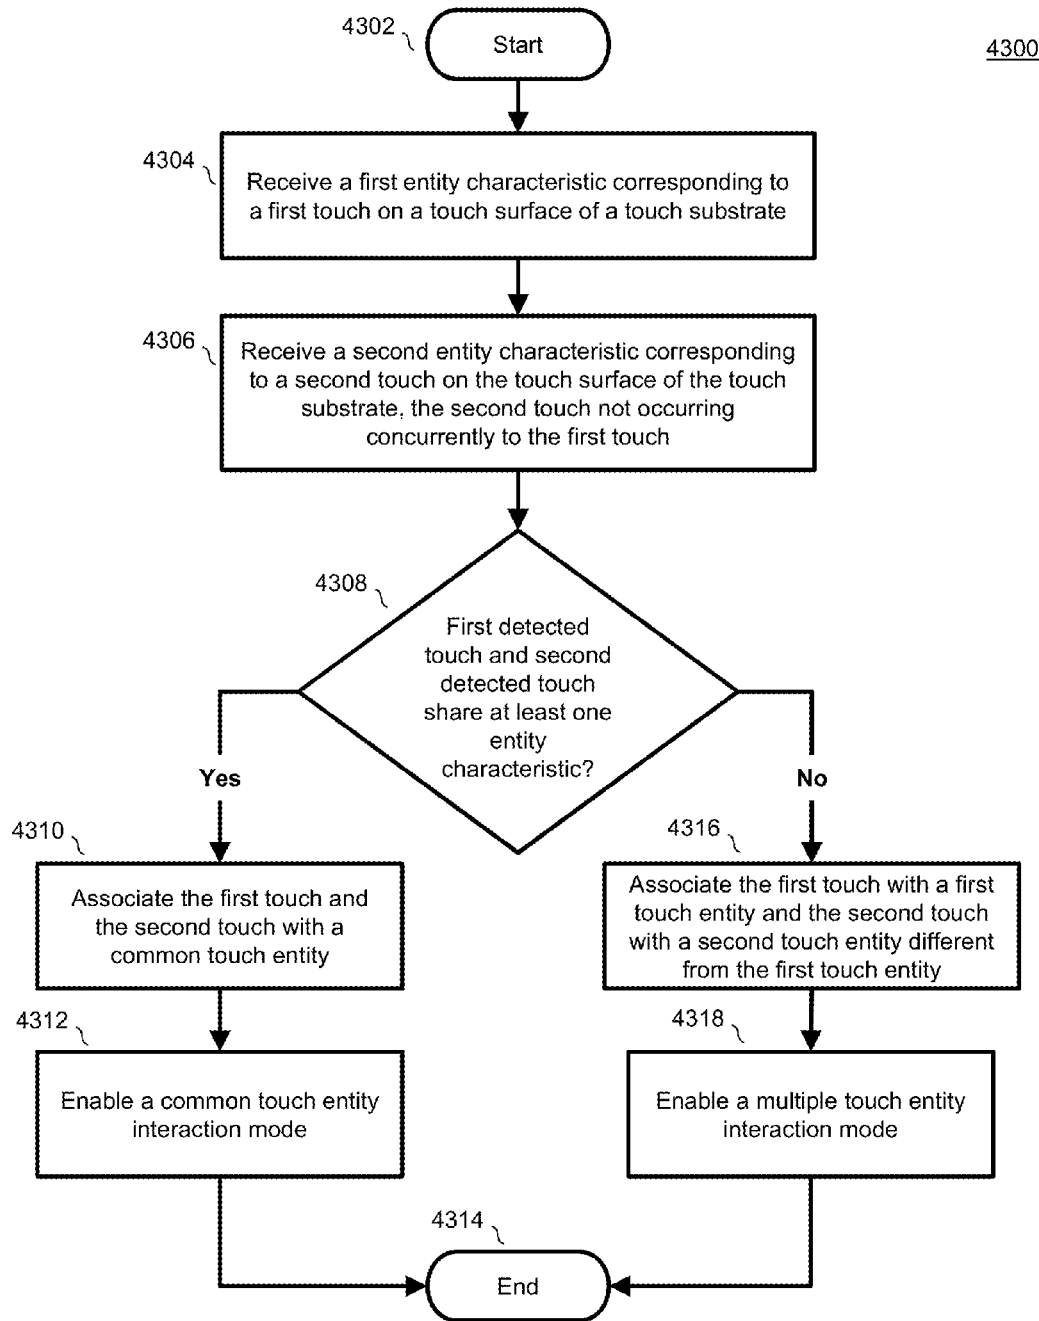 4302
Start
4300
4304
Receive a first entity characteristic corresponding to
a first touch on a touch surface of a touch substrate
4306
Receive a second entity characteristic corresponding
to a second touch on the touch surface of the touch
substrate, the second touch not occurring
concurrently to the first touch
4308
First detected
touch and second
detected touch
share at least one
entity
characteristic?
Yes
No
4310
Associate the first touch and
the second touch with a
common touch entity
4316
Associate the first touch with a first
touch entity and the second touch
with a second touch entity different
from the first touch entity
4312
Enable a common touch entity
interaction mode
4318
Enable a multiple touch entity
interaction mode
4314
End